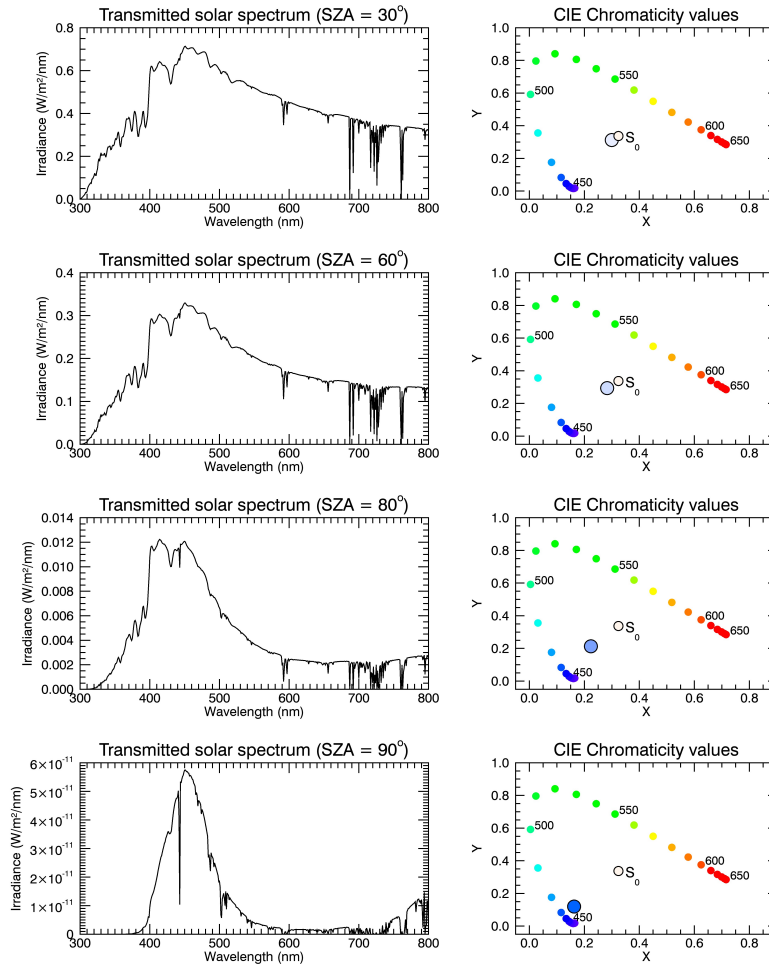 Transmitted solar spectrum (SZA = 30°)
0.8
0.6
0.4
0.2
0.0
Irradiance (W/m²/nm)
300 400 500 600 700 800
Wavelength (nm)
CIE Chromaticity values
1.0
0.8
0.6
0.4
0.2
0.0
Y
500
550
600
650
450
S₀
0.0 0.2 0.4 0.6 0.8
X
Transmitted solar spectrum (SZA = 60°)
0.4
0.3
0.2
0.1
0.0
Irradiance (W/m²/nm)
300 400 500 600 700 800
Wavelength (nm)
CIE Chromaticity values
1.0
0.8
0.6
0.4
0.2
0.0
Y
500
550
600
650
450
S₀
0.0 0.2 0.4 0.6 0.8
X
Transmitted solar spectrum (SZA = 80°)
0.014
0.012
0.010
0.008
0.006
0.004
0.002
0.000
Irradiance (W/m²/nm)
300 400 500 600 700 800
Wavelength (nm)
CIE Chromaticity values
1.0
0.8
0.6
0.4
0.2
0.0
Y
500
550
600
650
450
S₀
0.0 0.2 0.4 0.6 0.8
X
Transmitted solar spectrum (SZA = 90°)
6×10⁻¹¹
5×10⁻¹¹
4×10⁻¹¹
3×10⁻¹¹
2×10⁻¹¹
1×10⁻¹¹
0
Irradiance (W/m²/nm)
300 400 500 600 700 800
Wavelength (nm)
CIE Chromaticity values
1.0
0.8
0.6
0.4
0.2
0.0
Y
500
550
600
650
450
S₀
0.0 0.2 0.4 0.6 0.8
X